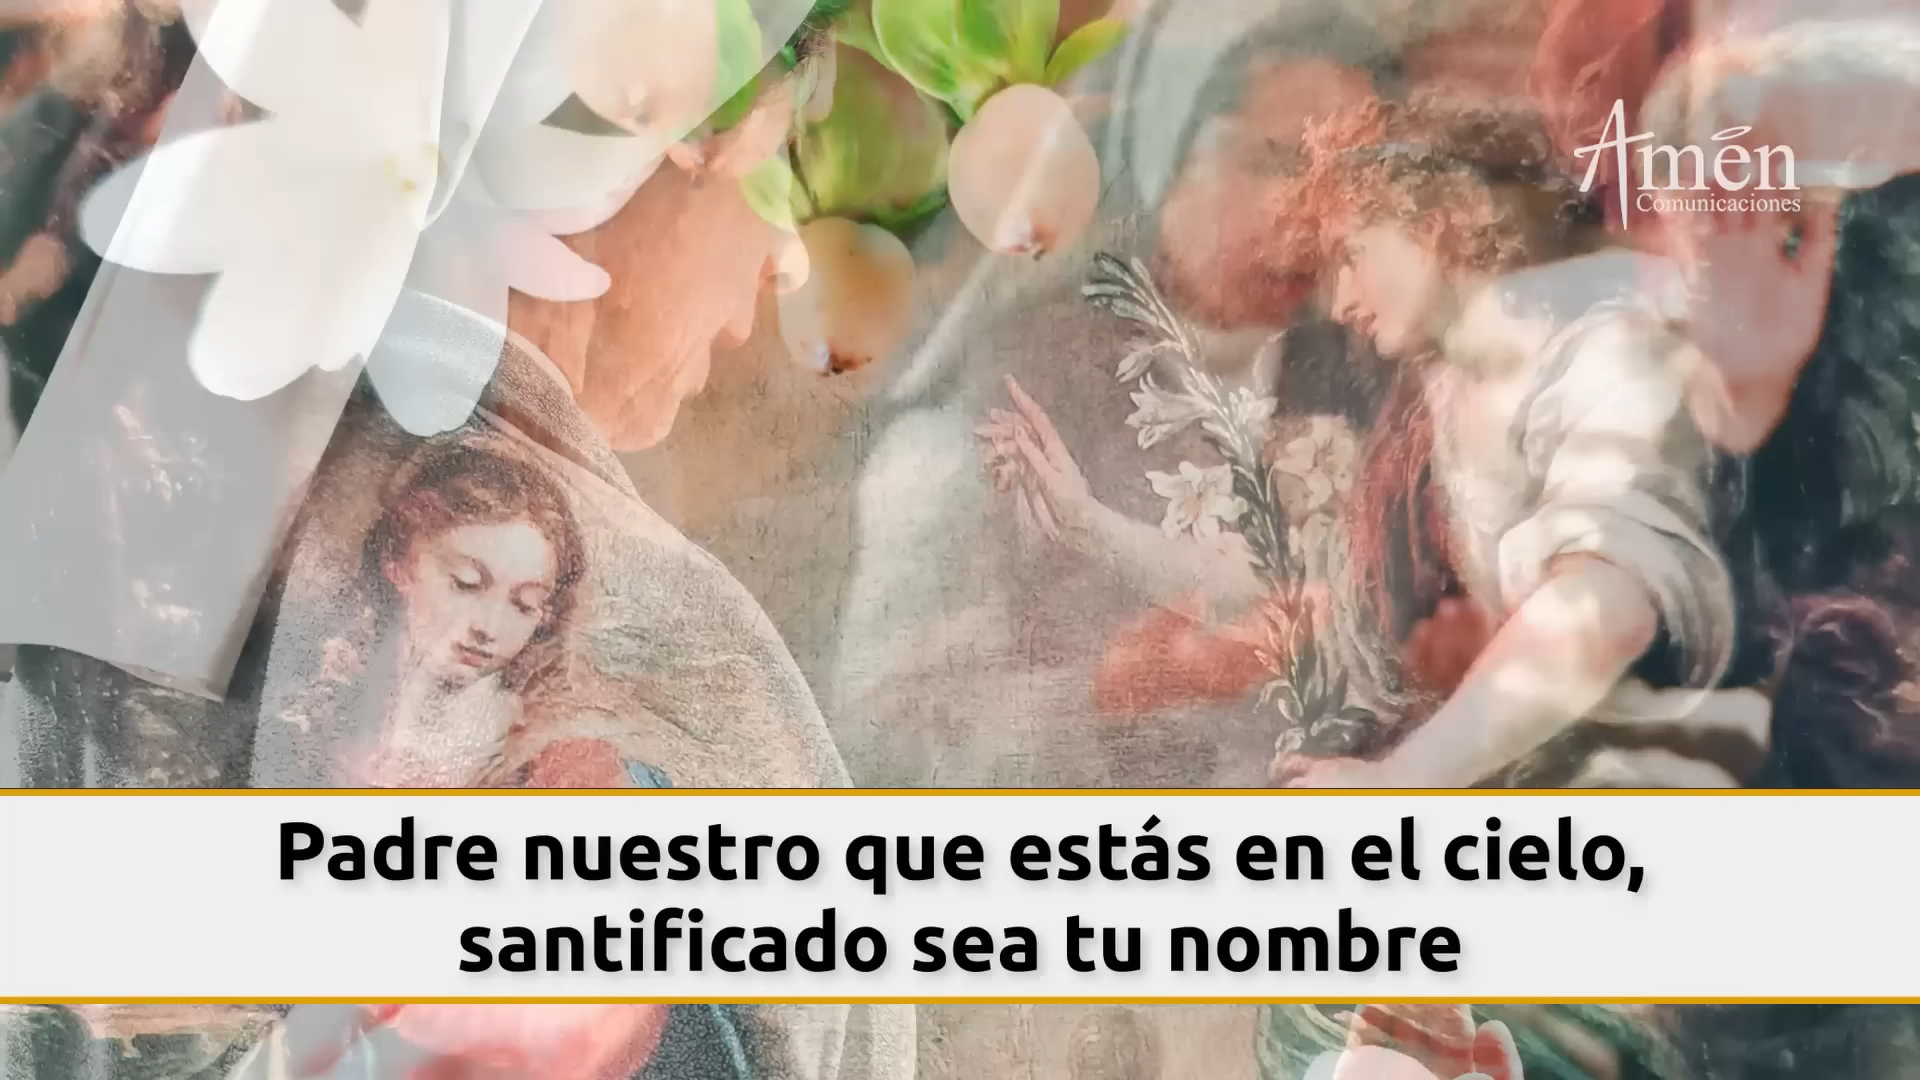 Amén
Comunicaciones
Padre nuestro que estás en el cielo,
santificado sea tu nombre